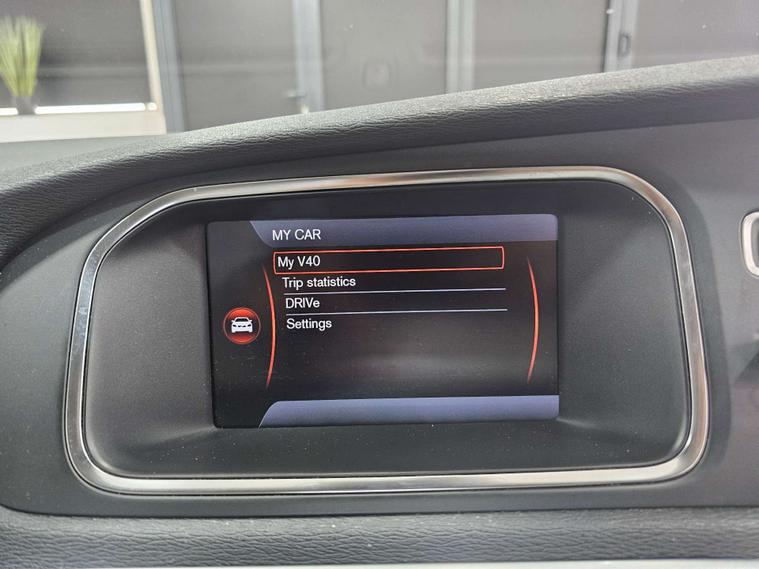 MY CAR
My V40
Trip statistics
DRIVe
Settings